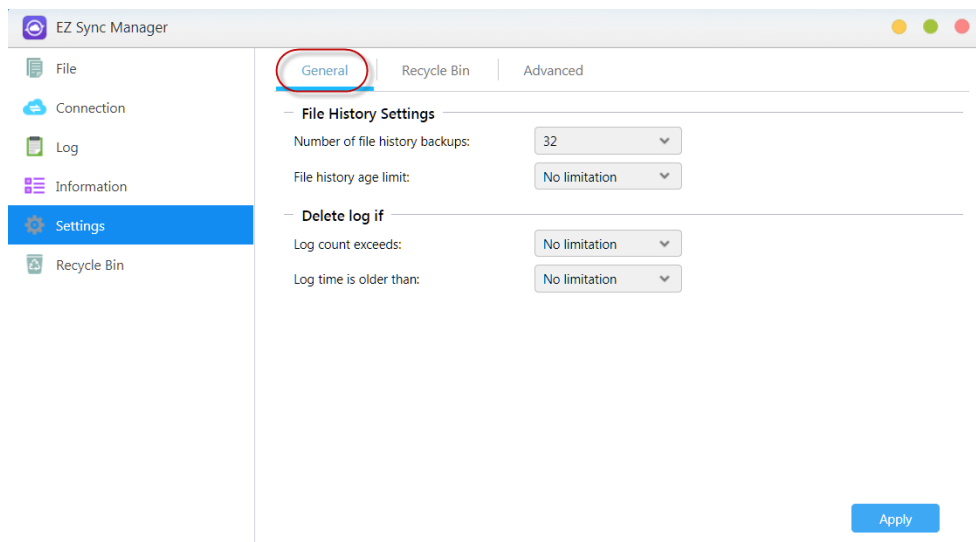 EZ Sync Manager
File
Connection
Log
Information
Settings
Recycle Bin
General
Recycle Bin
Advanced
File History Settings
Number of file history backups: 32
File history age limit: No limitation
Delete log if
Log count exceeds: No limitation
Log time is older than: No limitation
Apply